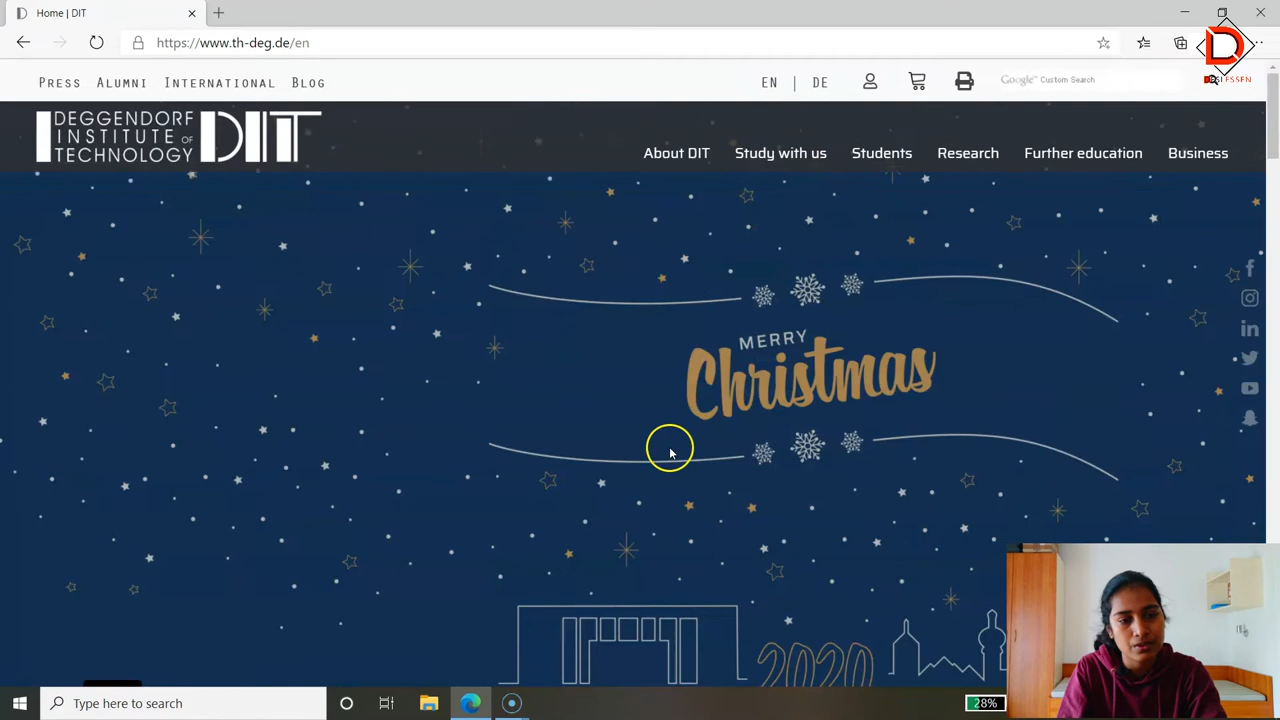 Home | DIT
https://www.th-deg.de/en
PRESS ALUMNI INTERNATIONAL BLOG
EN | DE
Google Custom Search
DESI ESSEN
DEGGENDORF
INSTITUTE OF
TECHNOLOGY
DIT
About DIT Study with us Students Research Further education Business
MERRY
Christmas
2020
Type here to search
28%